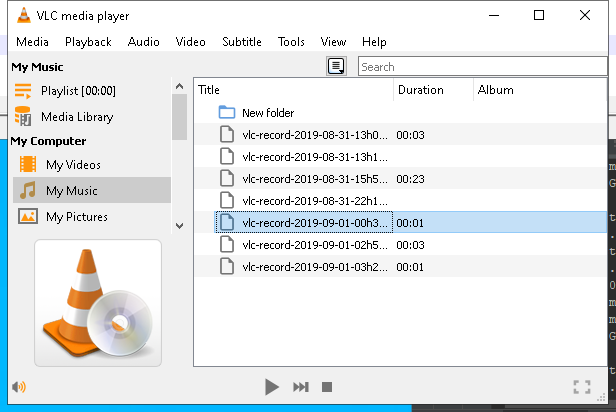 VLC media player
Media Playback Audio Video Subtitle Tools View Help
My Music
Search
Playlist [00:00]
Media Library
My Computer
My Videos
My Music
My Pictures
Title Duration Album
New folder
vlc-record-2019-08-31-13h0... 00:03
vlc-record-2019-08-31-13h1...
vlc-record-2019-08-31-15h5... 00:23
vlc-record-2019-08-31-22h1...
vlc-record-2019-09-01-00h3... 00:01
vlc-record-2019-09-01-02h5... 00:03
vlc-record-2019-09-01-03h2... 00:01